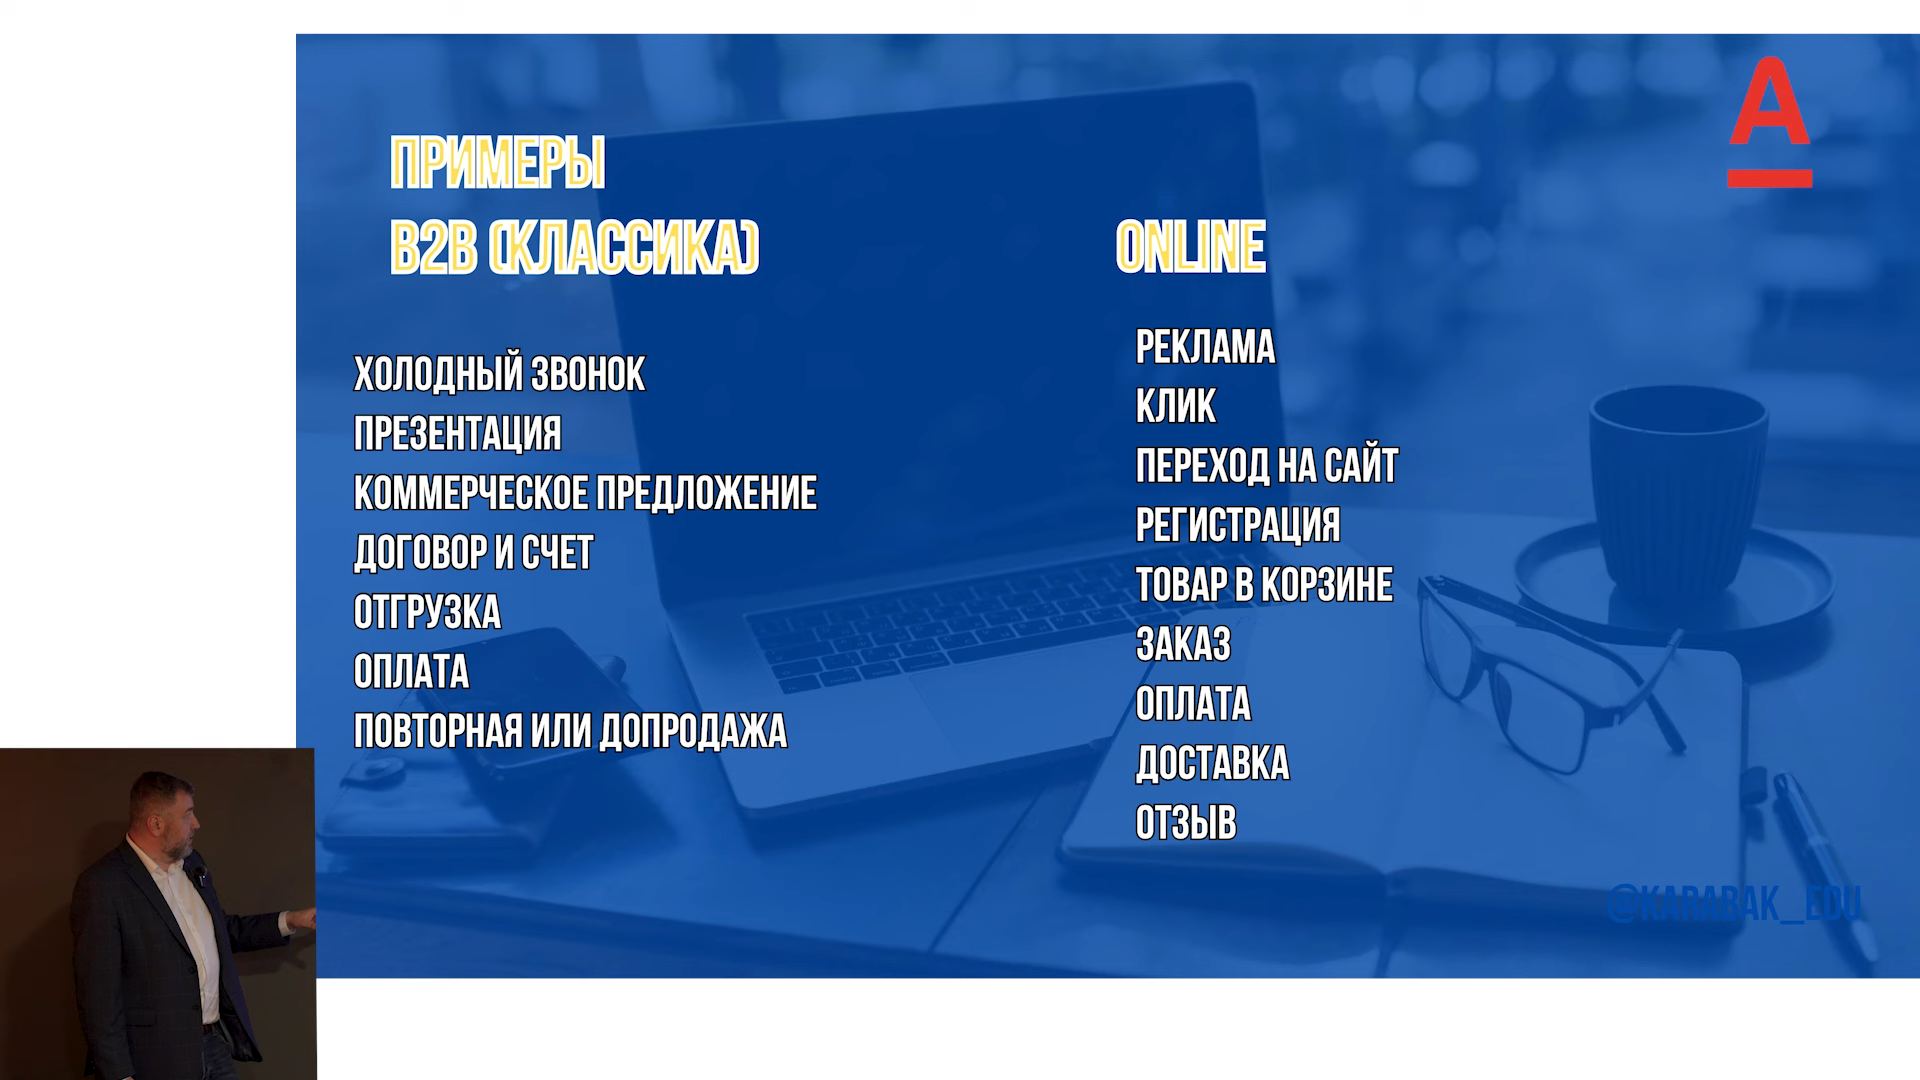 ПРИМЕРЫ
B2B (КЛАССИКА)
ХОЛОДНЫЙ ЗВОНОК
ПРЕЗЕНТАЦИЯ
КОММЕРЧЕСКОЕ ПРЕДЛОЖЕНИЕ
ДОГОВОР И СЧЕТ
ОТГРУЗКА
ОПЛАТА
ПОВТОРНАЯ ИЛИ ДОПРОДАЖА
ONLINE
РЕКЛАМА
КЛИК
ПЕРЕХОД НА САЙТ
РЕГИСТРАЦИЯ
ТОВАР В КОРЗИНЕ
ЗАКАЗ
ОПЛАТА
ДОСТАВКА
ОТЗЫВ
А
@KARABAK_EDU